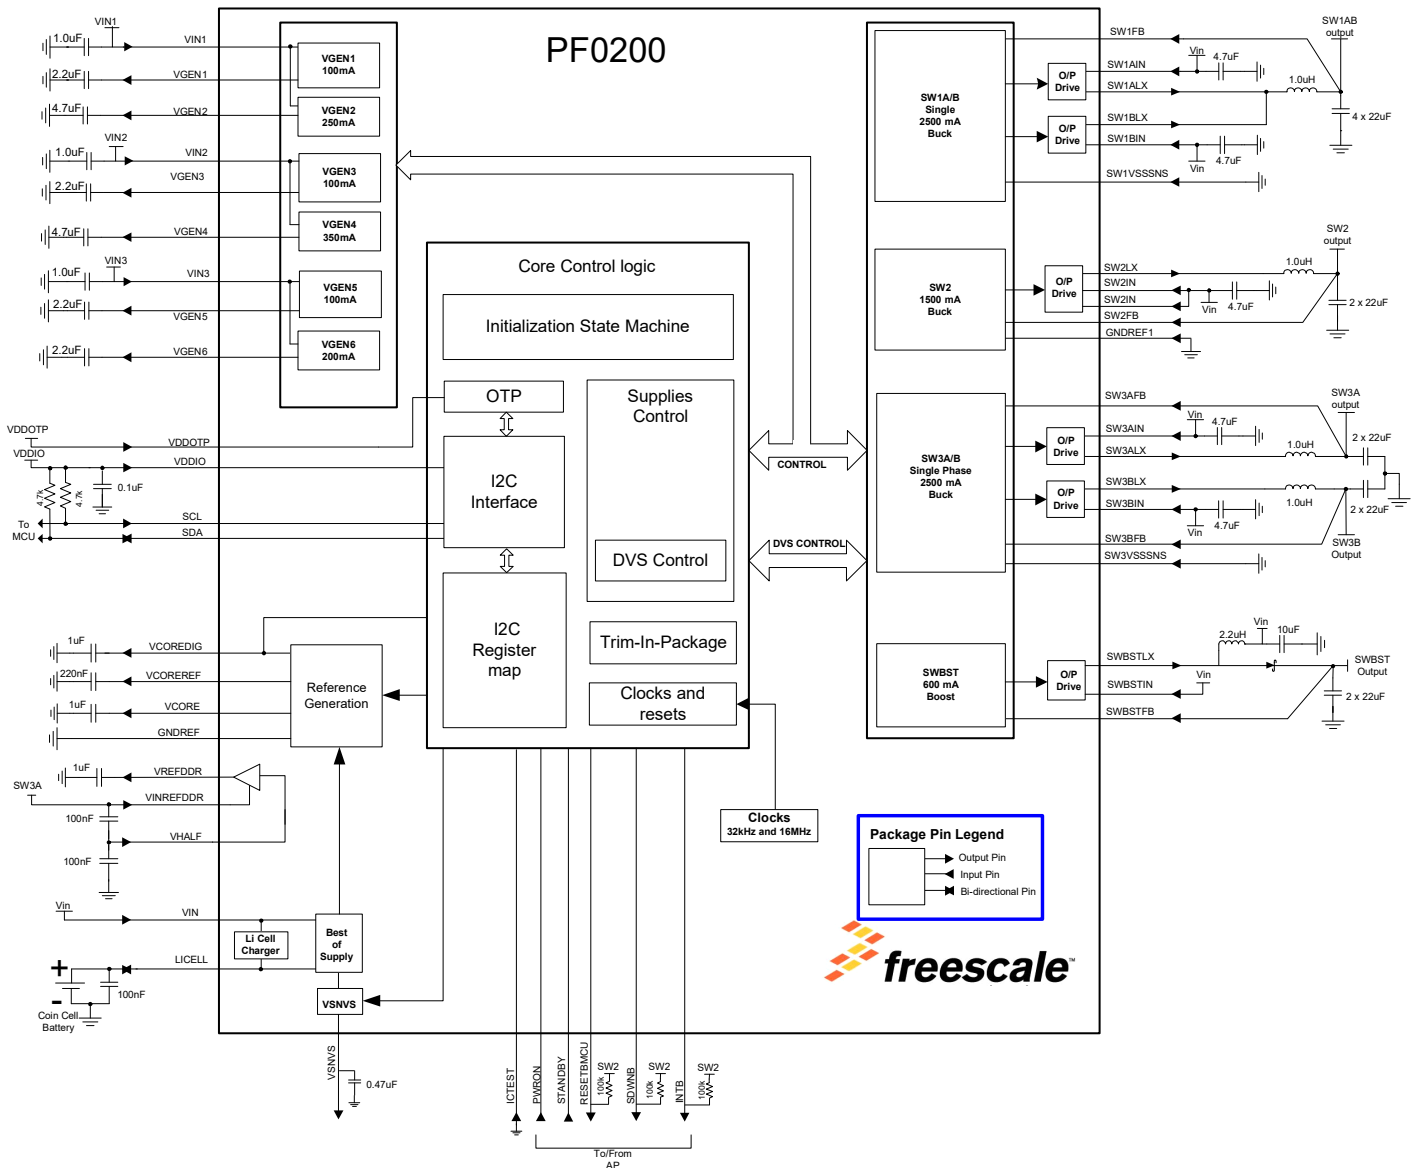 PF0200
VIN1
1.0uF
VIN1
2.2uF
VGEN1
4.7uF
VGEN2
VIN2
1.0uF
VIN2
2.2uF
VGEN3
4.7uF
VGEN4
VIN3
1.0uF
VIN3
2.2uF
VGEN5
2.2uF
VGEN6
VGEN1
100mA
VGEN2
250mA
VGEN3
100mA
VGEN4
350mA
VGEN5
100mA
VGEN6
200mA
VDDOTP
VDDOTP
VDDIO
VDDIO
4.7k
4.7k
0.1uF
To
MCU
SCL
SDA
1uF
VCOREDIG
220nF
VCOREREF
1uF
VCORE
GNDREF
1uF
VREFDDR
SW3A
VINREFDDR
100nF
VHALF
100nF
Vin
VIN
LICELL
+
-
100nF
Coin Cell
Battery
Reference
Generation
Li Cell
Charger
Best
of
Supply
VSNVS
VSNVS
0.47uF
Core Control logic
Initialization State Machine
OTP
I2C
Interface
I2C
Register
map
Supplies
Control
DVS Control
Trim-In-Package
Clocks and
resets
Clocks
32kHz and 16MHz
CONTROL
DVS CONTROL
ICTEST
PWRON
STANDBY
RESETBMCU
SW2
100k
SDWNB
SW2
100k
INTB
SW2
100k
To/From
AP
SW1A/B
Single
2500 mA
Buck
O/P
Drive
O/P
Drive
SW1FB
SW1AIN
Vin
4.7uF
SW1ALX
1.0uH
SW1AB
output
4 x 22uF
SW1BLX
SW1BIN
Vin
4.7uF
SW1VSSSNS
SW2
1500 mA
Buck
O/P
Drive
SW2LX
SW2IN
SW2IN
SW2FB
GNDREF1
Vin
4.7uF
1.0uH
SW2
output
2 x 22uF
SW3A/B
Single Phase
2500 mA
Buck
O/P
Drive
O/P
Drive
SW3AFB
SW3AIN
Vin
4.7uF
SW3ALX
1.0uH
SW3A
output
2 x 22uF
SW3BLX
1.0uH
SW3BIN
Vin
4.7uF
2 x 22uF
SW3BFB
SW3B
Output
SW3VSSSNS
SWBST
600 mA
Boost
O/P
Drive
SWBSTLX
2.2uH
Vin
10uF
SWBSTIN
Vin
SWBSTFB
SWBST
Output
2 x 22uF
Package Pin Legend
Output Pin
Input Pin
Bi-directional Pin
freescale™